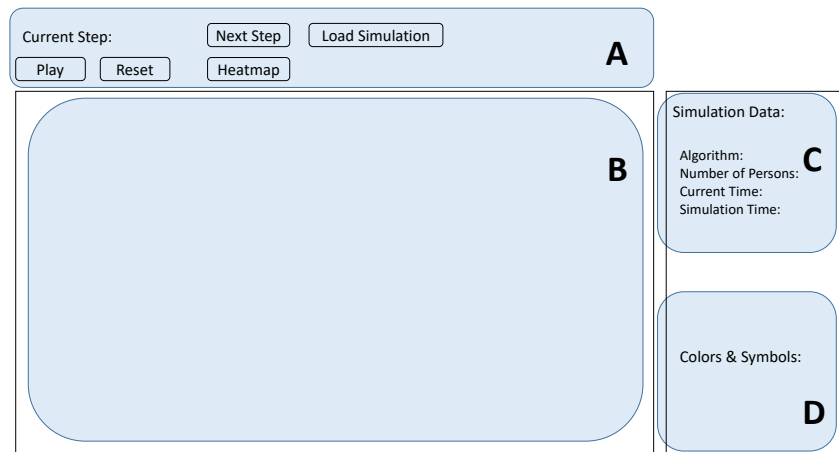 Current Step:
Next Step
Load Simulation
A
Play
Reset
Heatmap
B
Simulation Data:
C
Algorithm:
Number of Persons:
Current Time:
Simulation Time:
Colors & Symbols:
D